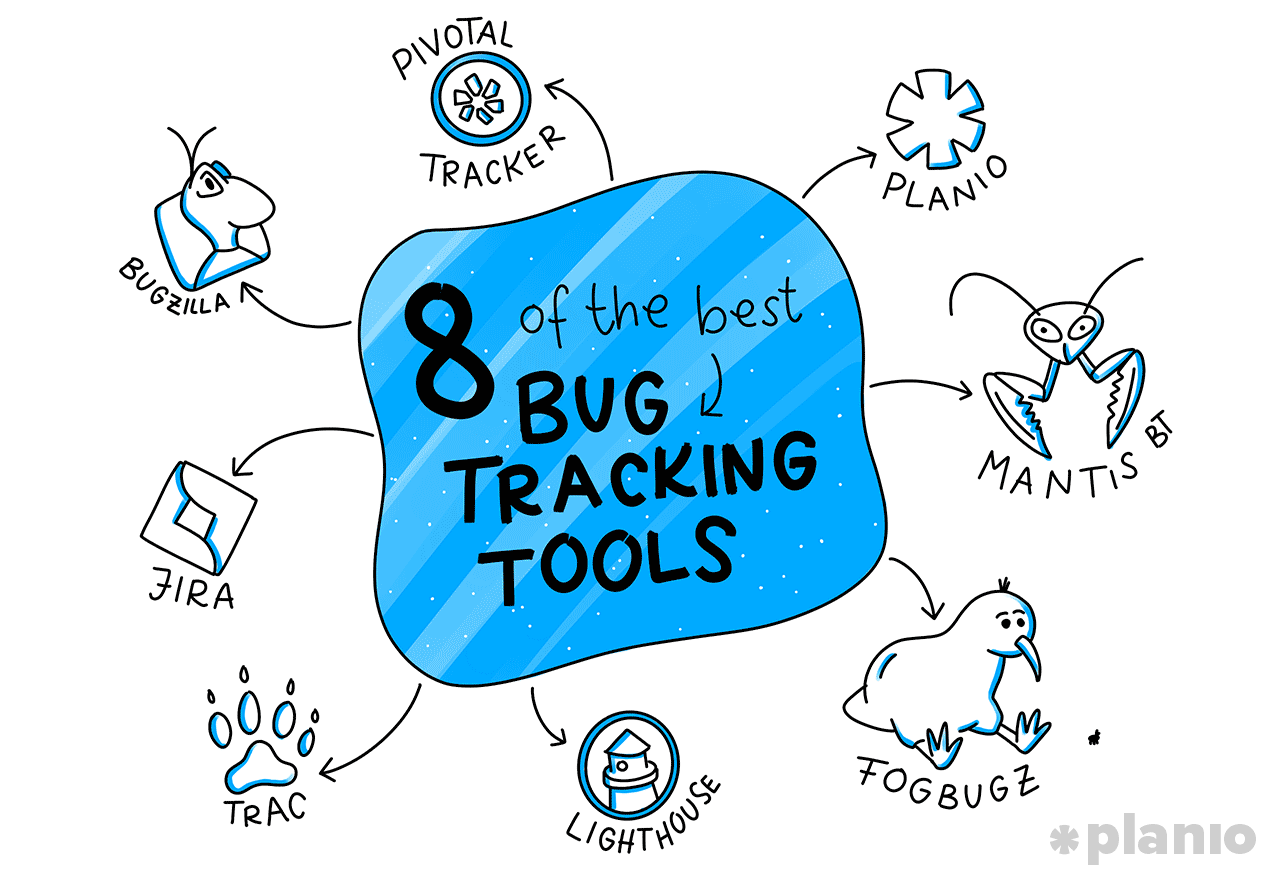 8 of the best
BUG
TRACKING
TOOLS
PIVOTAL
TRACKER
PLANIO
MANTIS BT
FOGBUGZ
LIGHTHOUSE
TRAC
JIRA
BUGZILLA
planio